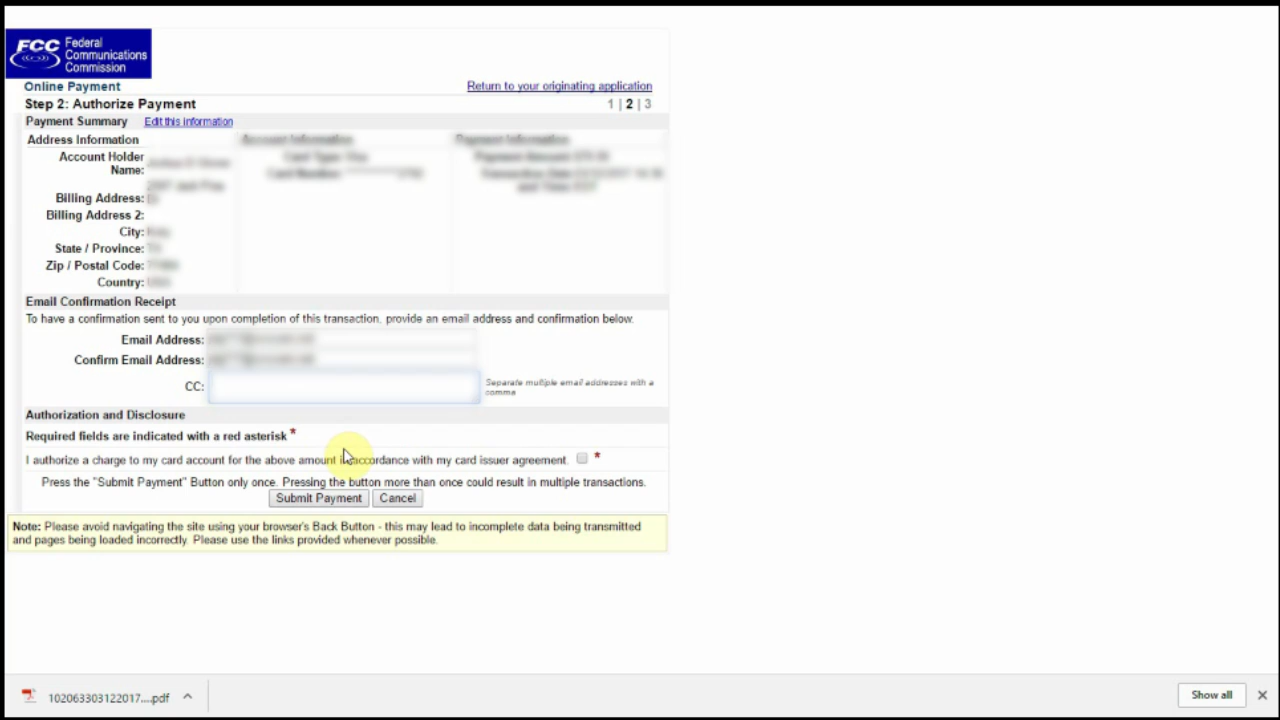 FCC Federal
Communications
Commission
Online Payment
Return to your originating application
Step 2: Authorize Payment
1 | 2 | 3
Payment Summary Edit this information
Address Information
Account Holder
Name:
Billing Address:
Billing Address 2:
City:
State / Province:
Zip / Postal Code:
Country:
Email Confirmation Receipt
To have a confirmation sent to you upon completion of this transaction, provide an email address and confirmation below.
Email Address:
Confirm Email Address:
CC:
Separate multiple email addresses with a
comma
Authorization and Disclosure
Required fields are indicated with a red asterisk *
I authorize a charge to my card account for the above amount in accordance with my card issuer agreement. *
Press the "Submit Payment" Button only once. Pressing the button more than once could result in multiple transactions.
Submit Payment Cancel
Note: Please avoid navigating the site using your browser's Back Button - this may lead to incomplete data being transmitted
and pages being loaded incorrectly. Please use the links provided whenever possible.
102063303122017....pdf
Show all